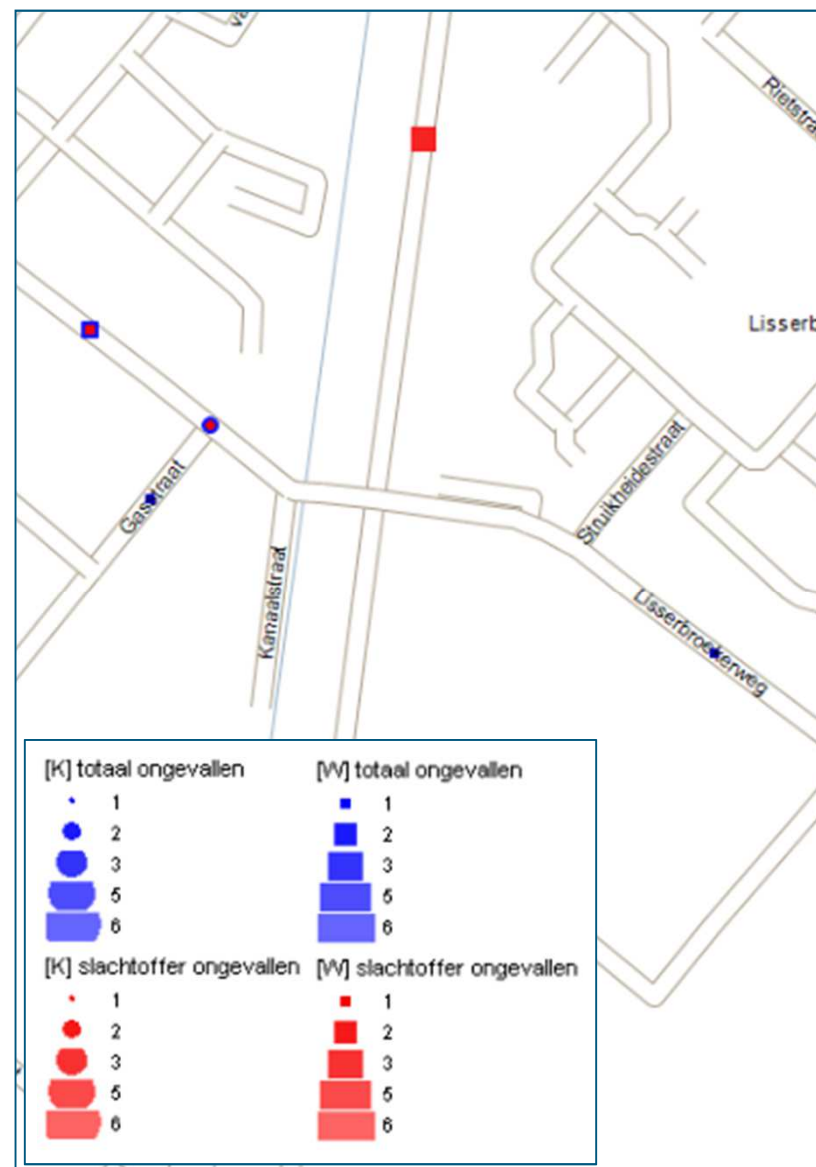 Rietstra
Lisserb
Gasstraat
Struikheidestraat
Kanaalstraat
Lisserbroekerweg
[K] totaal ongevallen
1
2
3
5
6
[W] totaal ongevallen
1
2
3
5
6
[K] slachtoffer ongevallen
1
2
3
5
6
[W] slachtoffer ongevallen
1
2
3
5
6